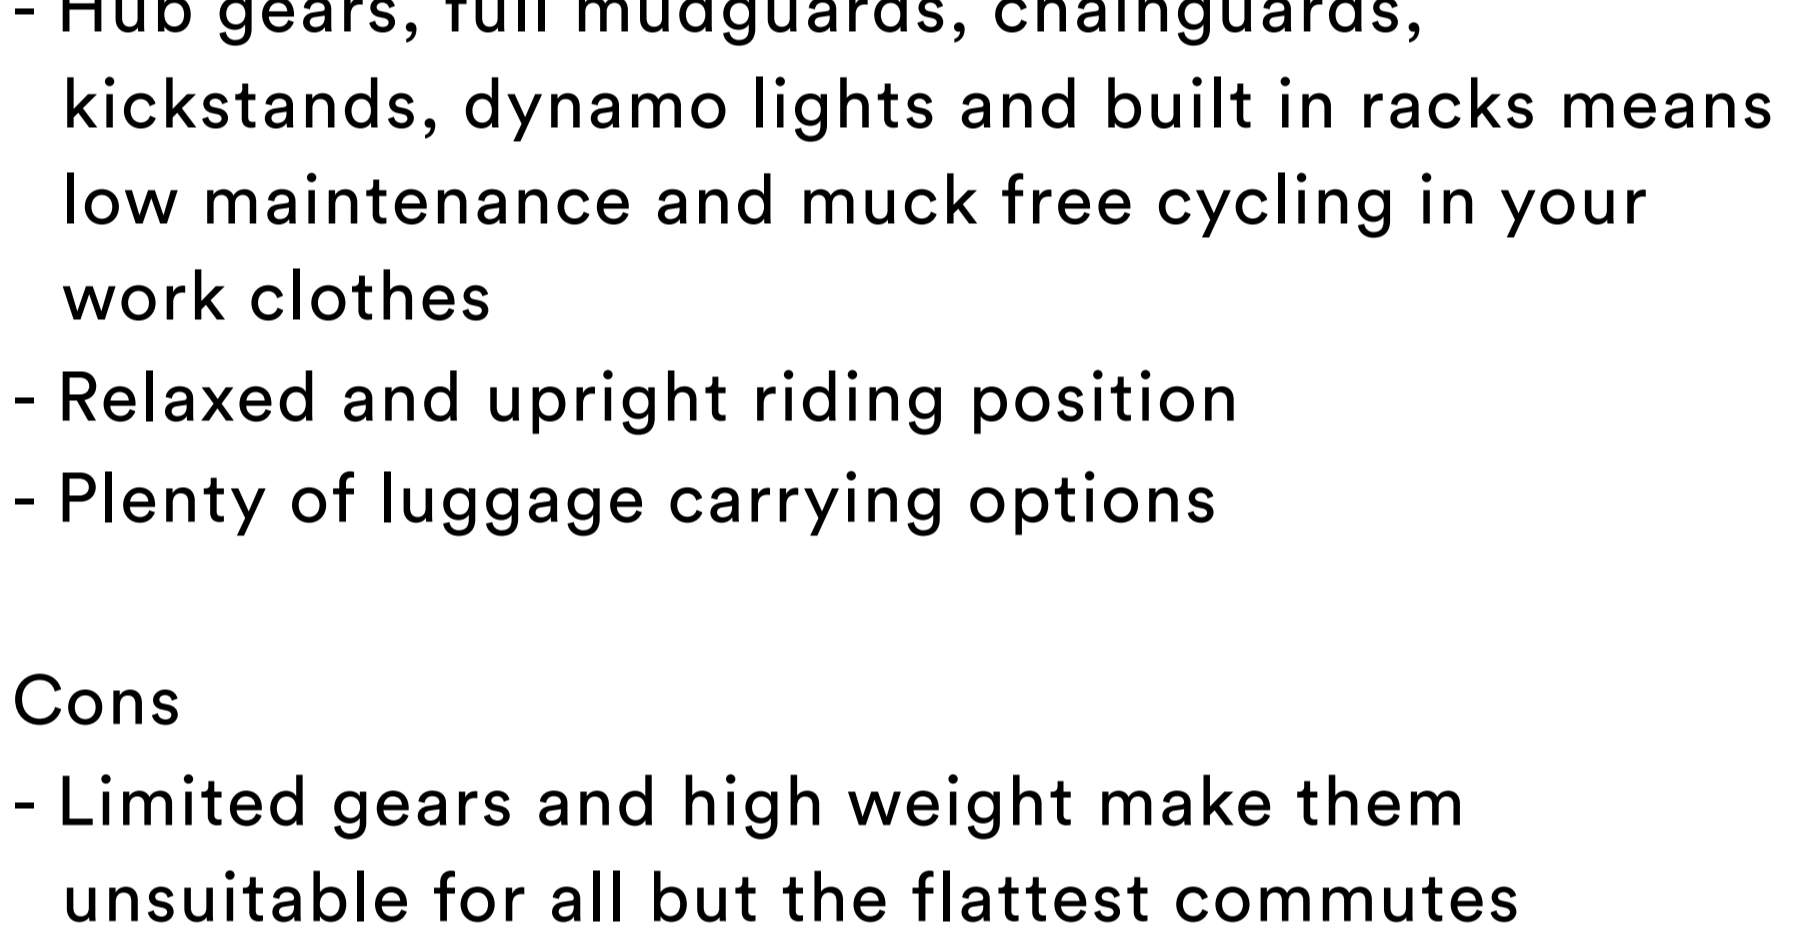 - Hub gears, full mudguards, chainguards,
kickstands, dynamo lights and built in racks means
low maintenance and muck free cycling in your
work clothes
- Relaxed and upright riding position
- Plenty of luggage carrying options
Cons
- Limited gears and high weight make them
unsuitable for all but the flattest commutes